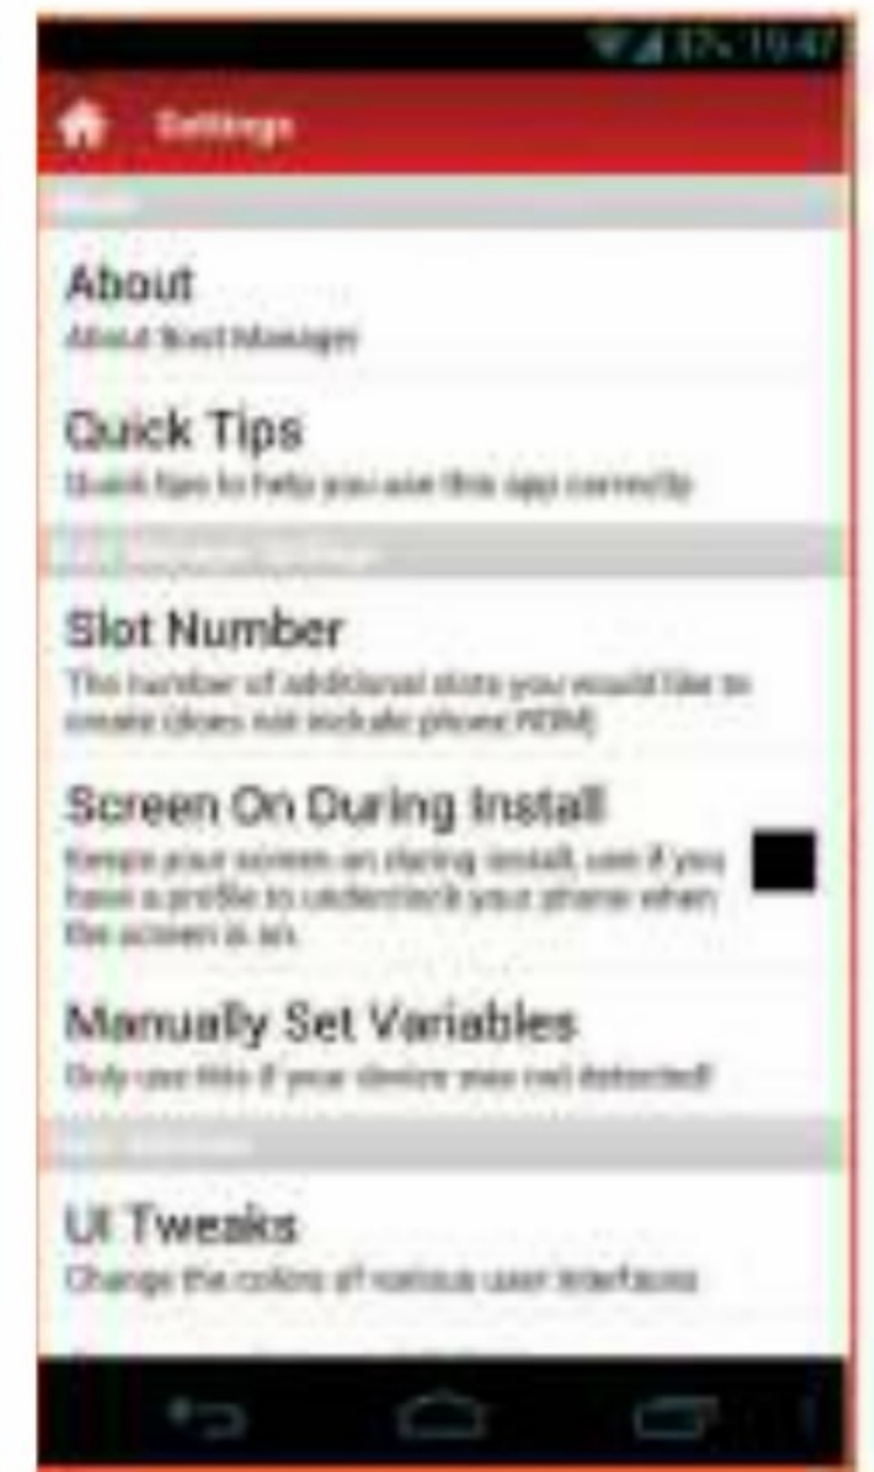 19:47
Settings
About
About Boot Manager
Quick Tips
Quick tips to help you use this app correctly
Slot Number
The number of additional slots you would like to
create (does not include phone ROM)
Screen On During Install
Keeps your screen on during install, use if you
have a profile to underclock your phone when
the screen is on.
Manually Set Variables
Only use this if your device was not detected!
UI Tweaks
Change the colors of various user interfaces